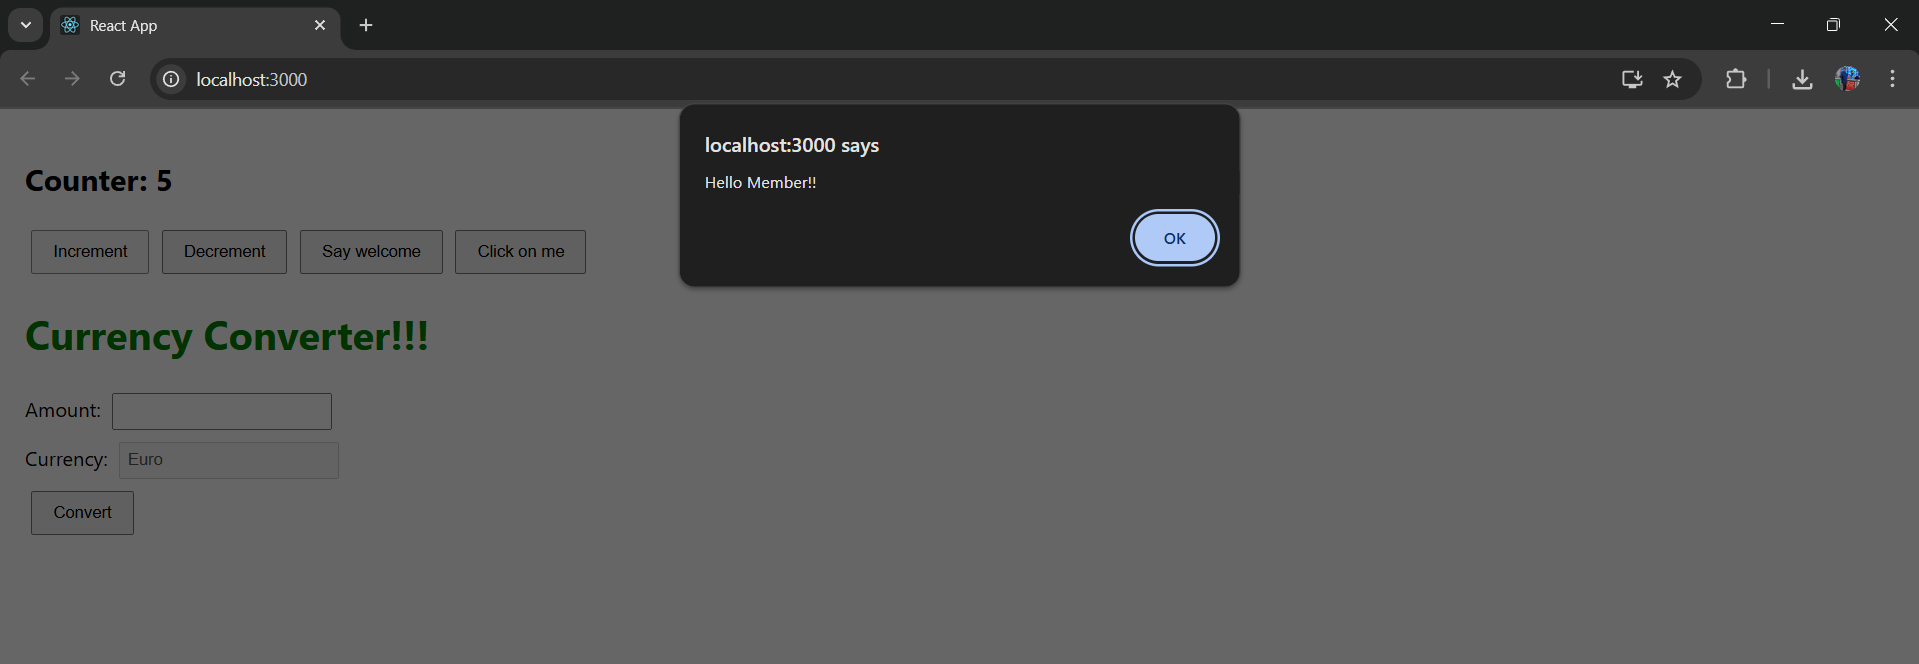 React App
localhost:3000
localhost:3000 says
Hello Member!!
OK
Counter: 5
Increment Decrement Say welcome Click on me
Currency Converter!!!
Amount:
Currency: Euro
Convert